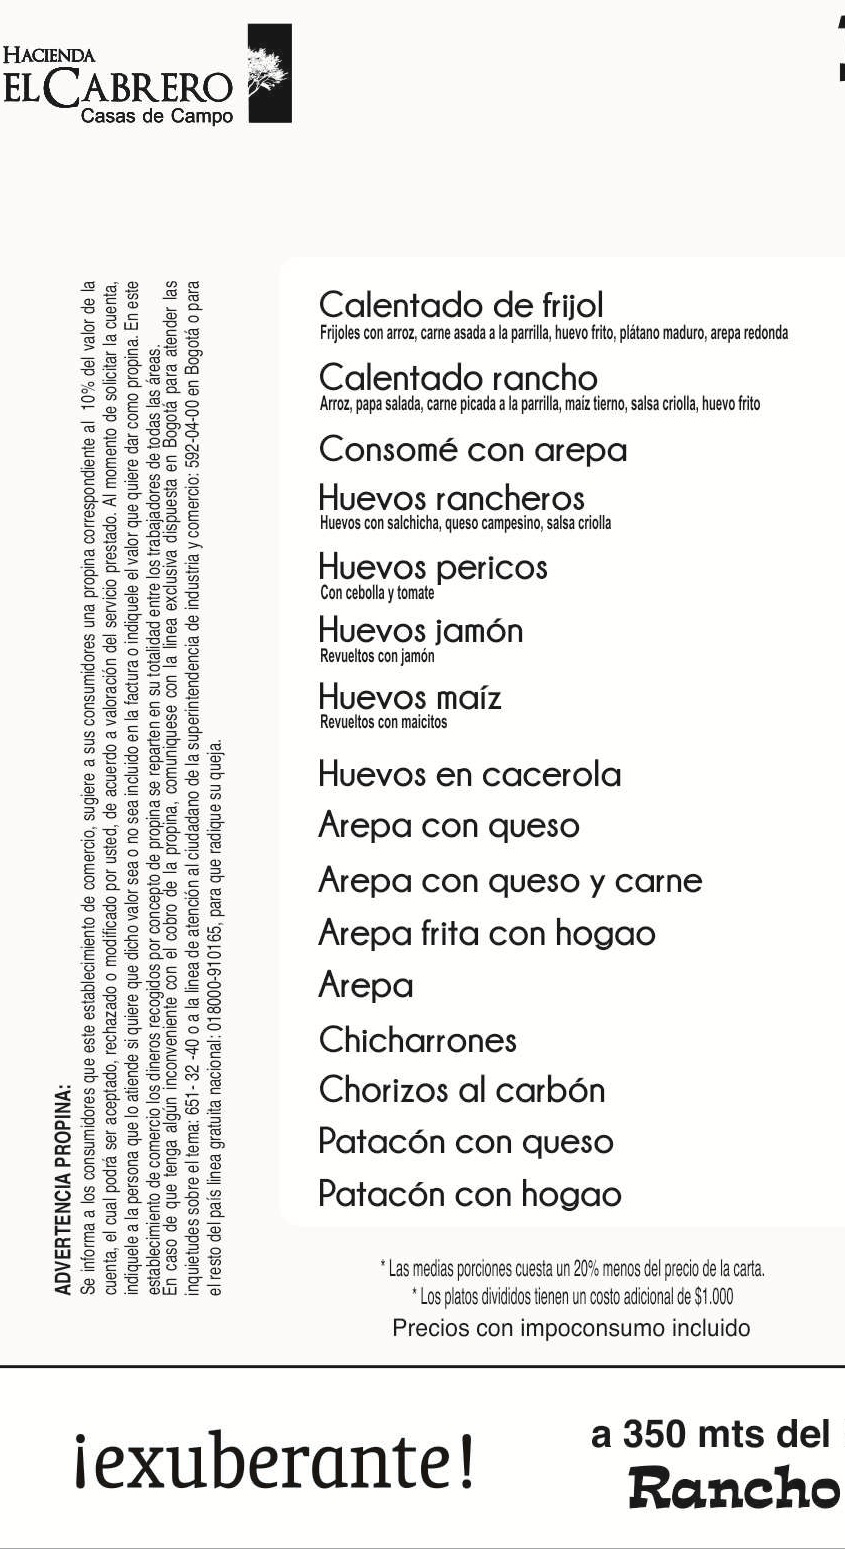 HACIENDA
EL CABRERO
Casas de Campo
ADVERTENCIA PROPINA:
Se informa a los consumidores que este establecimiento de comercio, sugiere a sus consumidores una propina correspondiente al 10% del valor de la
cuenta, el cual podrá ser aceptado, rechazado o modificado por usted, de acuerdo a valoración del servicio prestado. Al momento de solicitar la cuenta,
indíquele a la persona que lo atiende si quiere que dicho valor sea o no sea incluido en la factura o indíquele el valor que quiere dar como propina. En este
establecimiento de comercio los dineros recogidos por concepto de propina se reparten en su totalidad entre los trabajadores de todas las áreas.
En caso de que tenga algún inconveniente con el cobro de la propina, comuníquese con la línea exclusiva dispuesta en Bogotá para atender las
inquietudes sobre el tema: 651- 32 -40 o a la línea de atención al ciudadano de la superintendencia de industria y comercio: 592-04-00 en Bogotá o para
el resto del país línea gratuita nacional: 018000-910165, para que radique su queja.
Calentado de frijol
Frijoles con arroz, carne asada a la parrilla, huevo frito, plátano maduro, arepa redonda
Calentado rancho
Arroz, papa salada, carne picada a la parrilla, maíz tierno, salsa criolla, huevo frito
Consomé con arepa
Huevos rancheros
Huevos con salchicha, queso campesino, salsa criolla
Huevos pericos
Con cebolla y tomate
Huevos jamón
Revueltos con jamón
Huevos maíz
Revueltos con maicitos
Huevos en cacerola
Arepa con queso
Arepa con queso y carne
Arepa frita con hogao
Arepa
Chicharrones
Chorizos al carbón
Patacón con queso
Patacón con hogao
* Las medias porciones cuesta un 20% menos del precio de la carta.
* Los platos divididos tienen un costo adicional de $1.000
Precios con impoconsumo incluido
¡exuberante!
a 350 mts del
Rancho